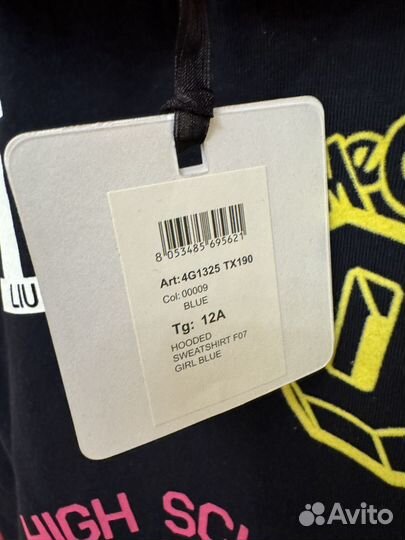 8 053485 695621
Art: 4G1325 TX190
Col: 00009
BLUE
Tg: 12A
HOODED
SWEATSHIRT F07
GIRL BLUE
LIU
HIGH
Avito